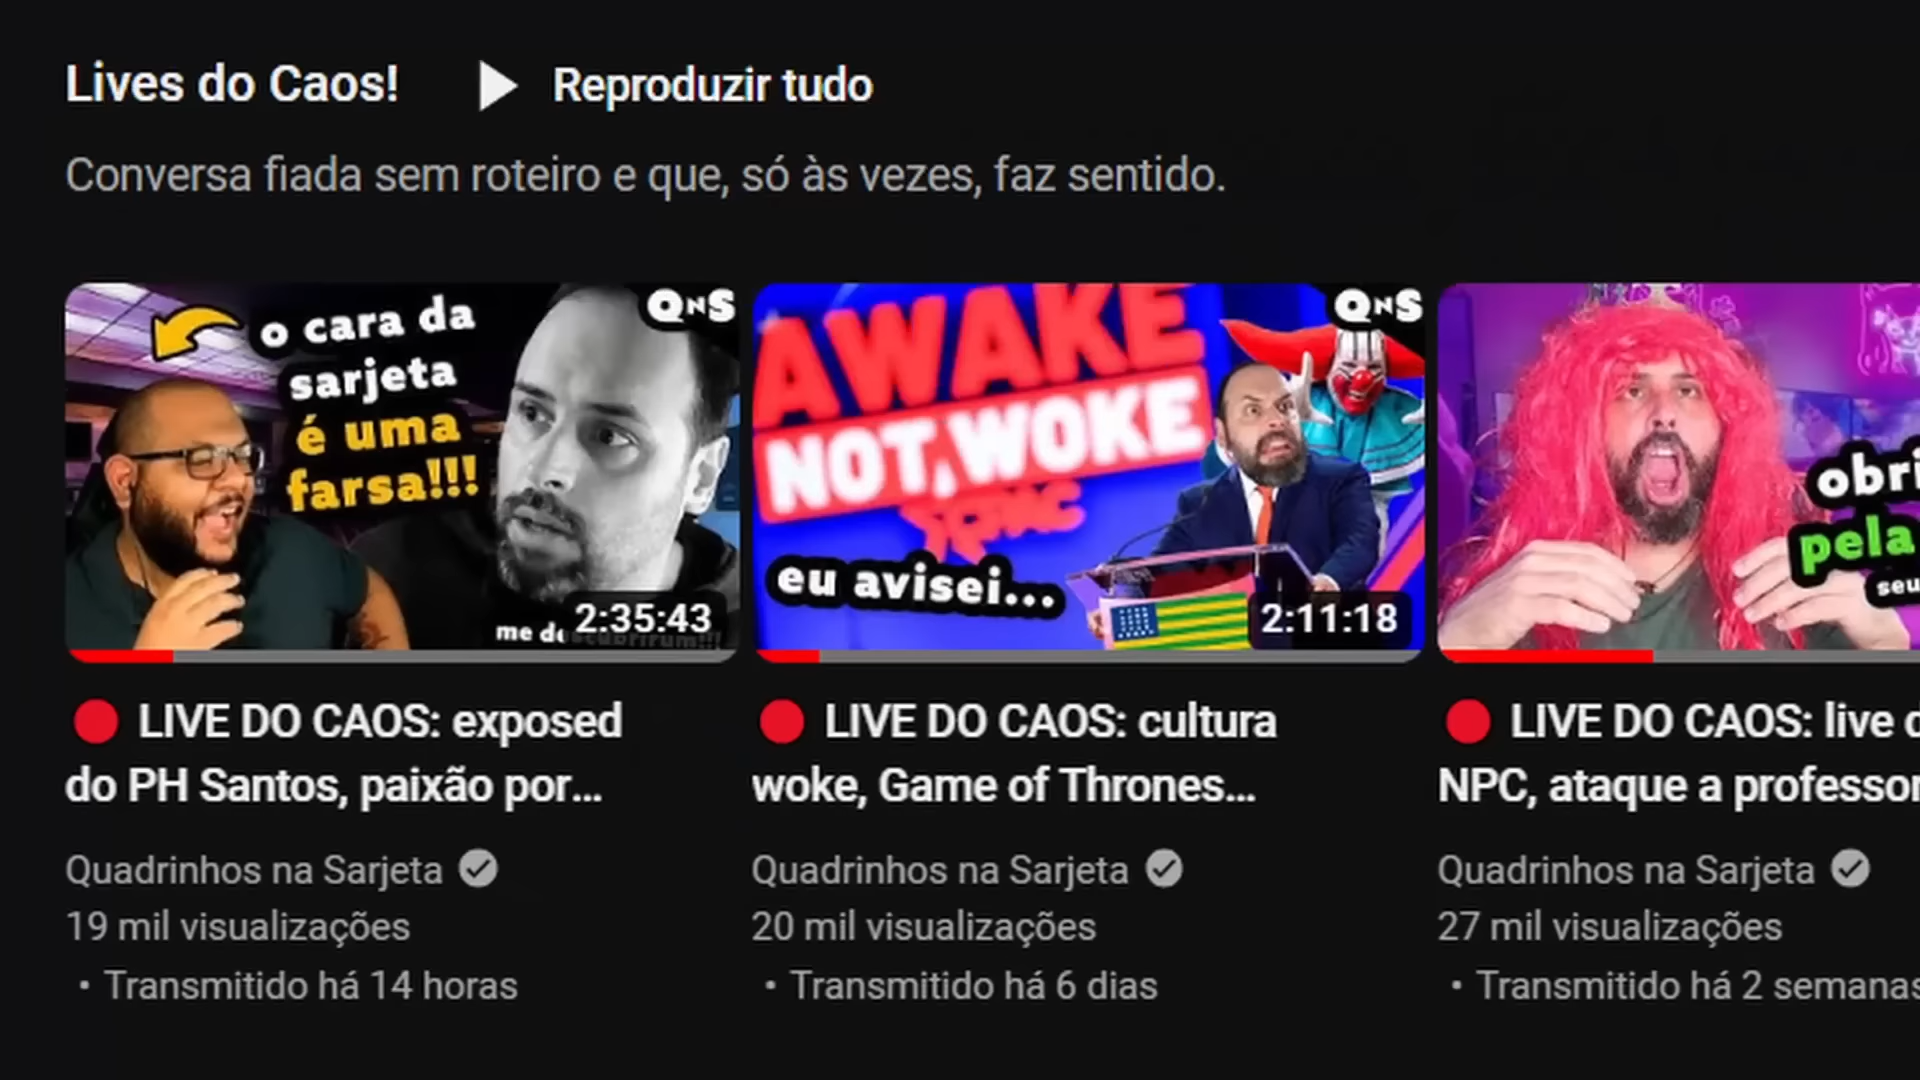 Lives do Caos!
Reproduzir tudo
Conversa fiada sem roteiro e que, só às vezes, faz sentido.
QNS
o cara da
sarjeta
é uma
farsa!!!
2:35:43
QNS
AWAKE
NOT, WOKE
eu avisei...
2:11:18
obri
pela
seu
LIVE DO CAOS: exposed
do PH Santos, paixão por...
Quadrinhos na Sarjeta
19 mil visualizações
• Transmitido há 14 horas
LIVE DO CAOS: cultura
woke, Game of Thrones...
Quadrinhos na Sarjeta
20 mil visualizações
• Transmitido há 6 dias
LIVE DO CAOS: live
NPC, ataque a professor
Quadrinhos na Sarjeta
27 mil visualizações
• Transmitido há 2 semanas